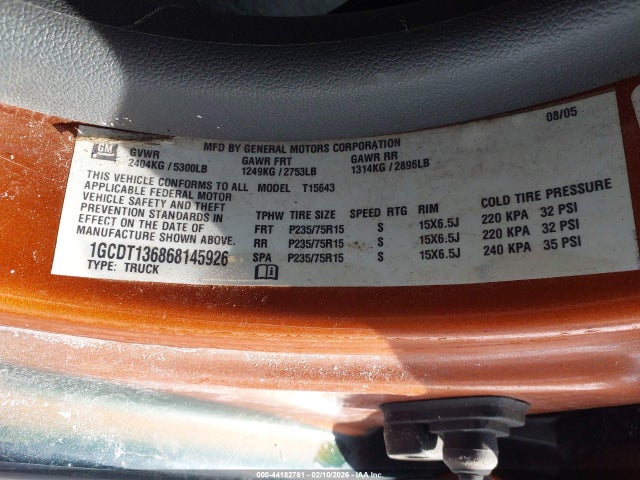 08/05
MFD BY GENERAL MOTORS CORPORATION
GM GVWR GAWR FRT GAWR RR
2404KG / 5300LB 1249KG / 2753LB 1314KG / 2896LB
THIS VEHICLE CONFORMS TO ALL MODEL T15643
APPLICABLE FEDERAL MOTOR
VEHICLE SAFETY AND THEFT
PREVENTION STANDARDS IN
EFFECT ON THE DATE OF
MANUFACTURE SHOWN ABOVE.
TPHW TIRE SIZE SPEED RTG RIM COLD TIRE PRESSURE
FRT P235/75R15 S 15X6.5J 220 KPA 32 PSI
RR P235/75R15 S 15X6.5J 220 KPA 32 PSI
SPA P235/75R15 S 15X6.5J 240 KPA 35 PSI
1GCDT136868145926
TYPE: TRUCK
000-44182761 - 02/10/2026 - IAA Inc.